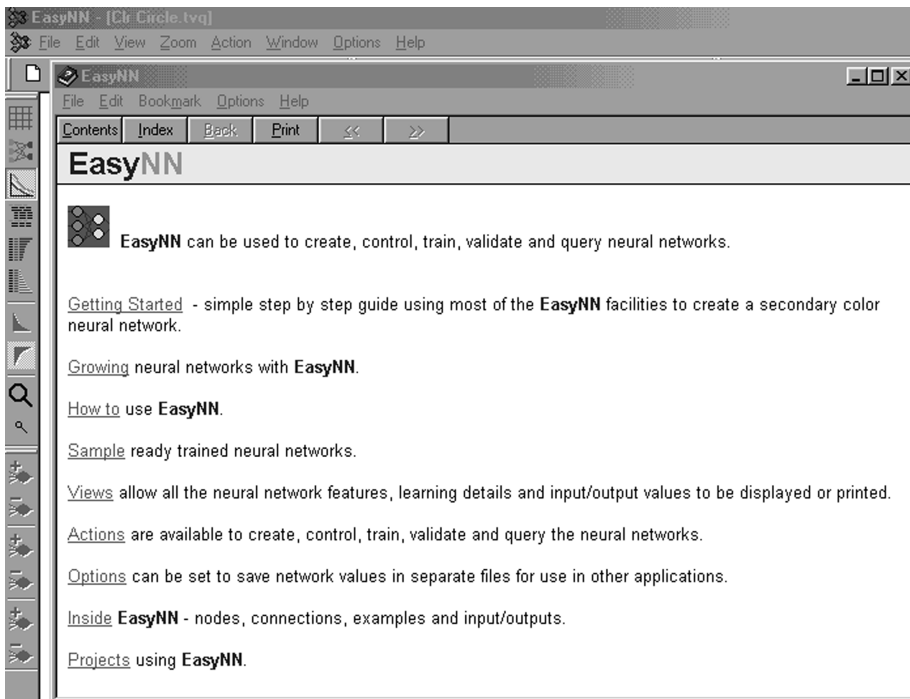 EasyNN - [Clr Circle.tvq]
File Edit View Zoom Action Window Options Help
EasyNN
File Edit Bookmark Options Help
Contents Index Back Print << >>
EasyNN
EasyNN can be used to create, control, train, validate and query neural networks.
Getting Started - simple step by step guide using most of the EasyNN facilities to create a secondary color
neural network.
Growing neural networks with EasyNN.
How to use EasyNN.
Sample ready trained neural networks.
Views allow all the neural network features, learning details and input/output values to be displayed or printed.
Actions are available to create, control, train, validate and query the neural networks.
Options can be set to save network values in separate files for use in other applications.
Inside EasyNN - nodes, connections, examples and input/outputs.
Projects using EasyNN.